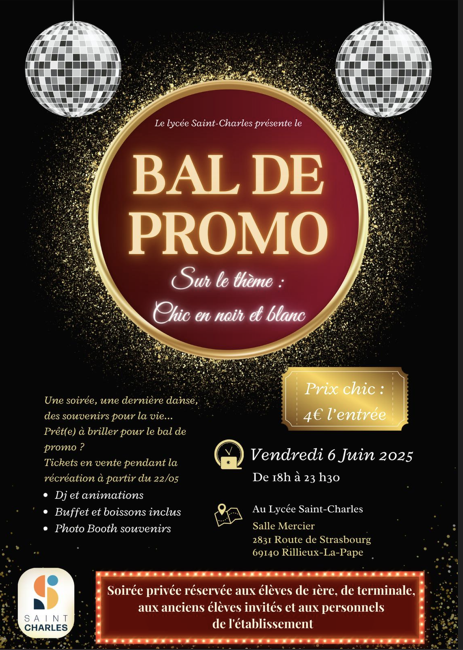 Le lycée Saint-Charles présente le
BAL DE
PROMO
Sur le thème :
Chic en noir et blanc
Prix chic :
4€ l'entrée
Une soirée, une dernière danse,
des souvenirs pour la vie...
Prêt(e) à briller pour le bal de
promo ?
Tickets en vente pendant la
récréation à partir du 22/05
• Dj et animations
• Buffet et boissons inclus
• Photo Booth souvenirs
Vendredi 6 Juin 2025
De 18h à 23 h30
Au Lycée Saint-Charles
Salle Mercier
2831 Route de Strasbourg
69140 Rillieux-La-Pape
SAINT
CHARLES
Soirée privée réservée aux élèves de 1ère, de terminale,
aux anciens élèves invités et aux personnels
de l'établissement